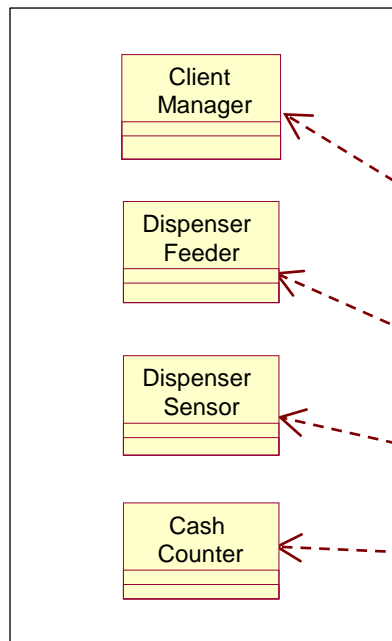 Client
Manager
Dispenser
Feeder
Dispenser
Sensor
Cash
Counter